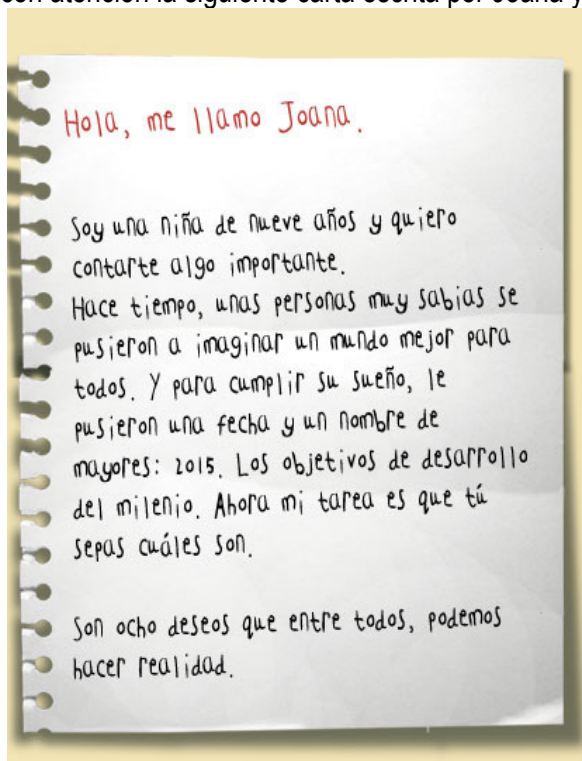 con atención la siguiente carta escrita por Joana y
Hola, me llamo Joana.
Soy una niña de nueve años y quiero
contarte algo importante.
Hace tiempo, unas personas muy sabias se
pusieron a imaginar un mundo mejor para
todos. Y para cumplir su sueño, le
pusieron una fecha y un nombre de
mayores: 2015. Los objetivos de desarrollo
del milenio. Ahora mi tarea es que tú
sepas cuáles son.
Son ocho deseos que entre todos, podemos
hacer realidad.